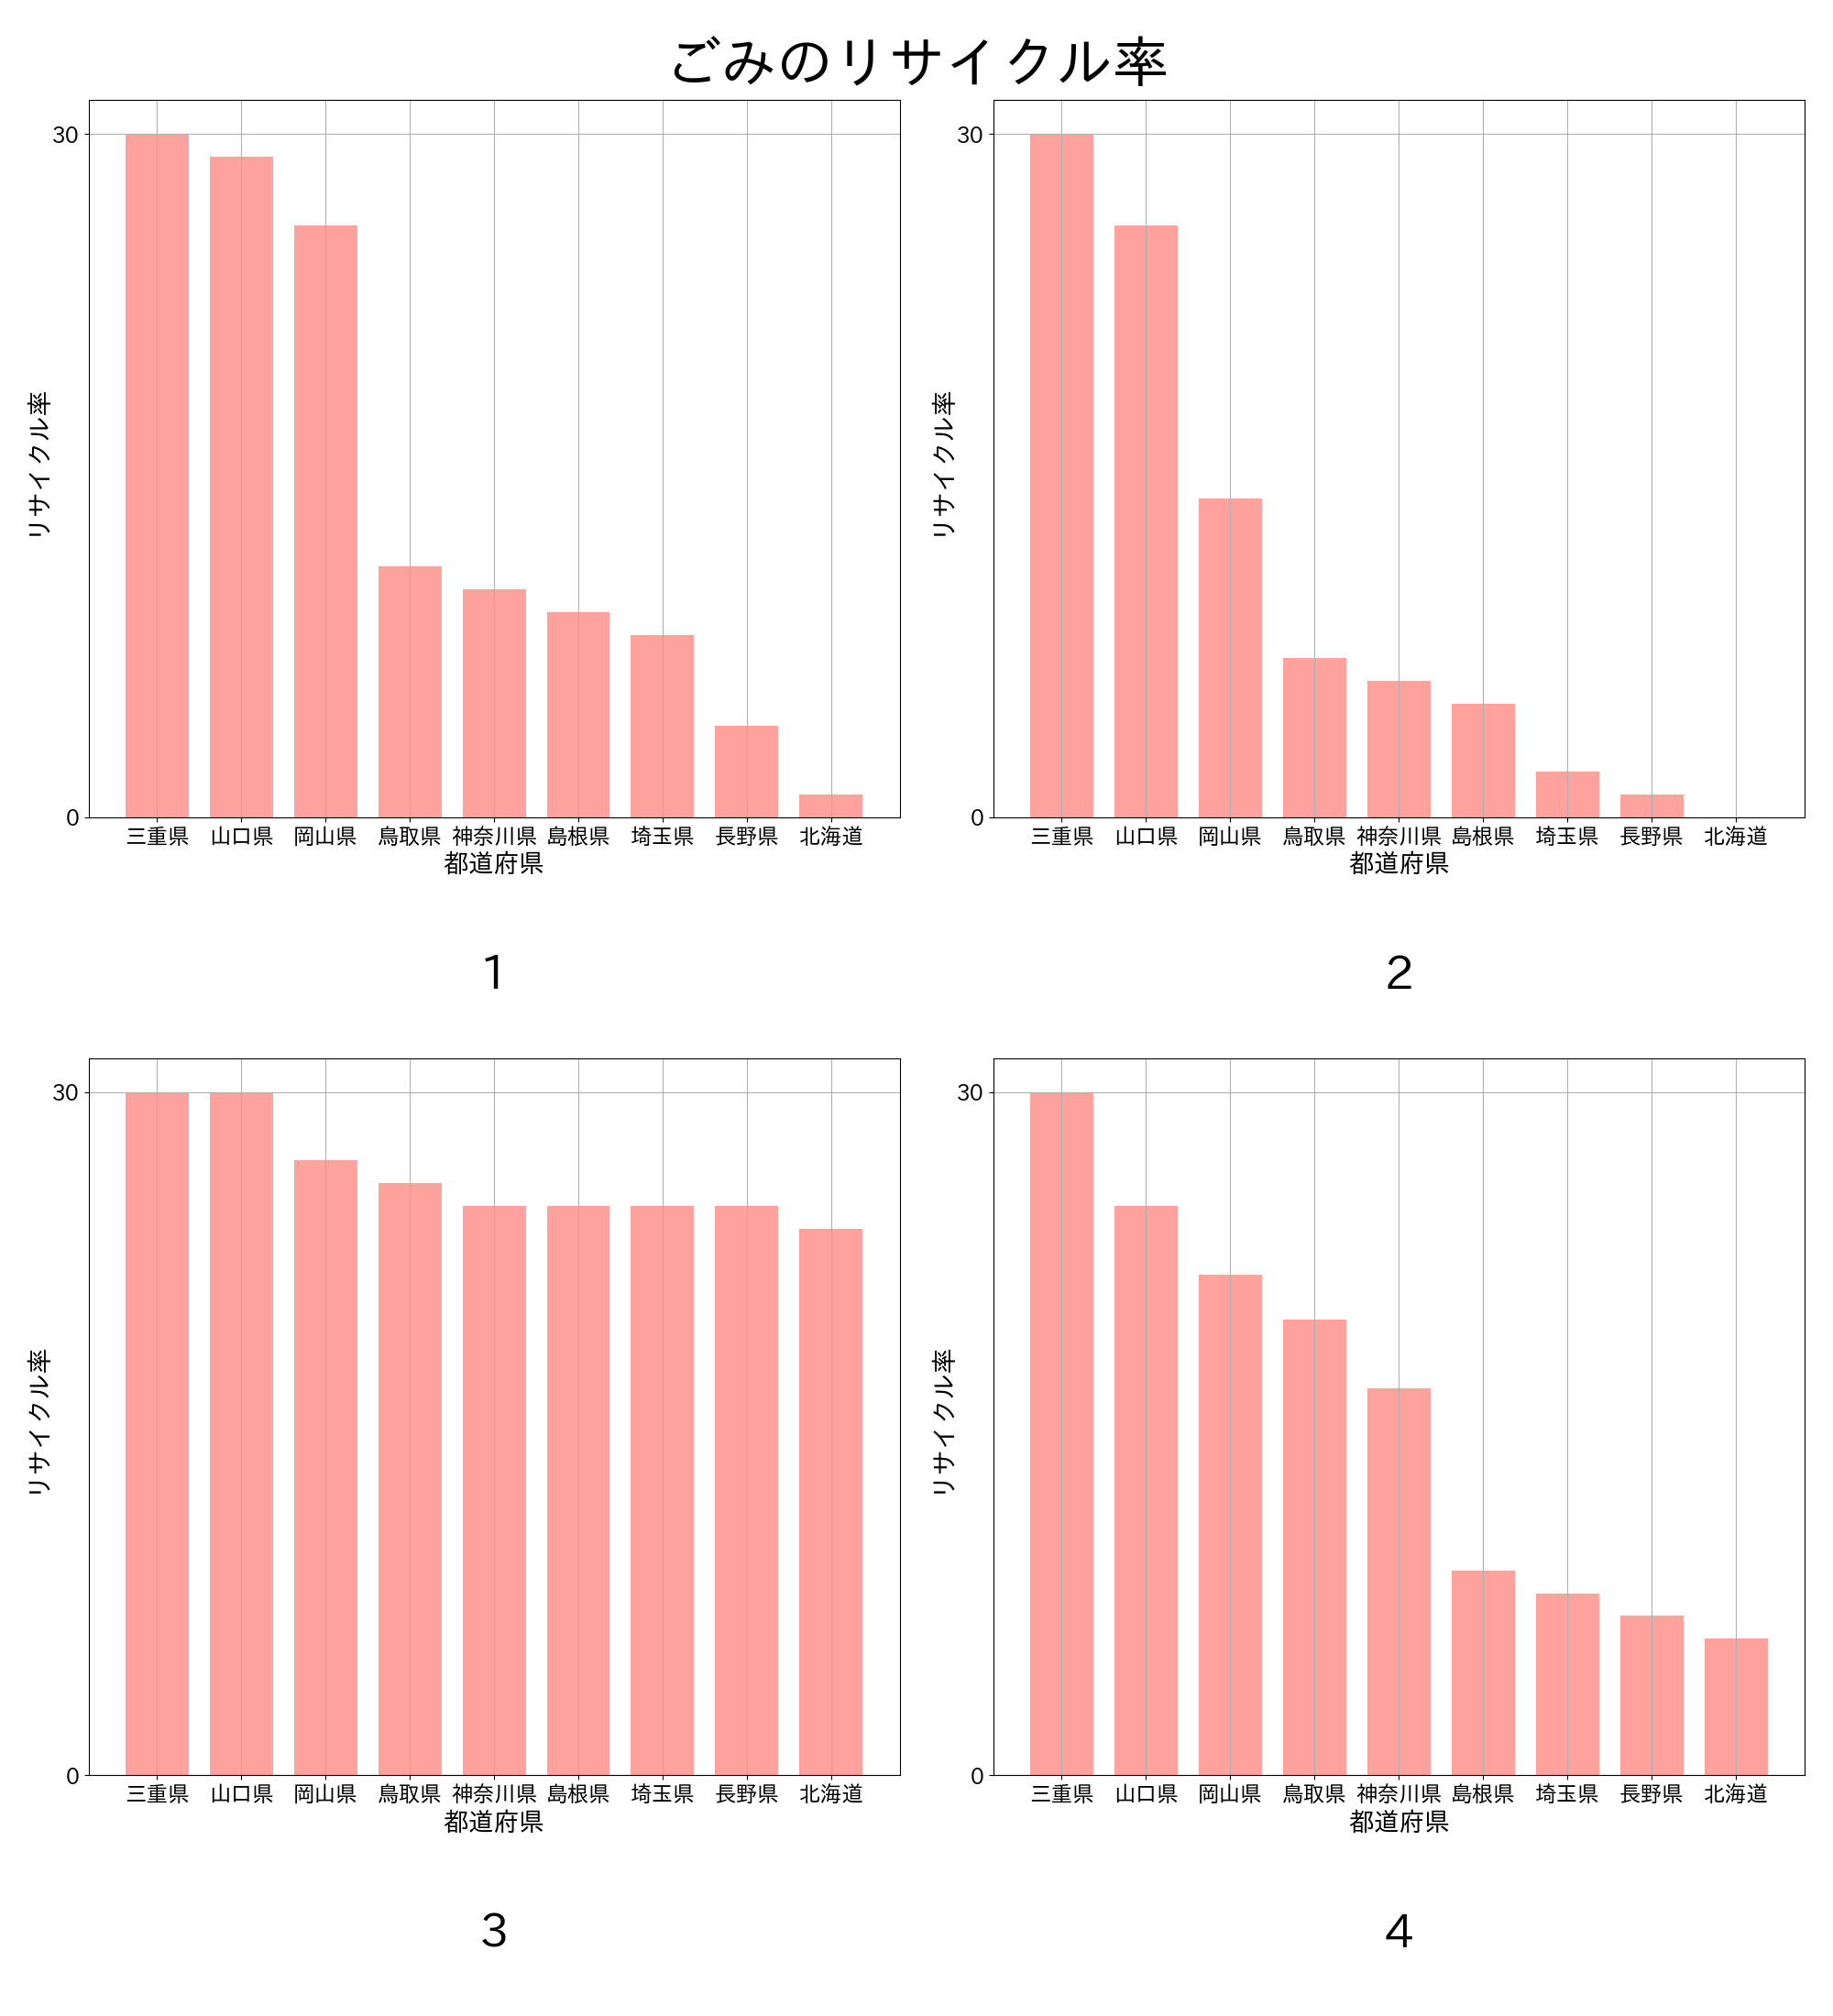 ごみのリサイクル率
30
0
リサイクル率
三重県 山口県 岡山県 鳥取県 神奈川県 島根県 埼玉県 長野県 北海道
都道府県
1
30
0
リサイクル率
三重県 山口県 岡山県 鳥取県 神奈川県 島根県 埼玉県 長野県 北海道
都道府県
2
30
0
リサイクル率
三重県 山口県 岡山県 鳥取県 神奈川県 島根県 埼玉県 長野県 北海道
都道府県
3
30
0
リサイクル率
三重県 山口県 岡山県 鳥取県 神奈川県 島根県 埼玉県 長野県 北海道
都道府県
4